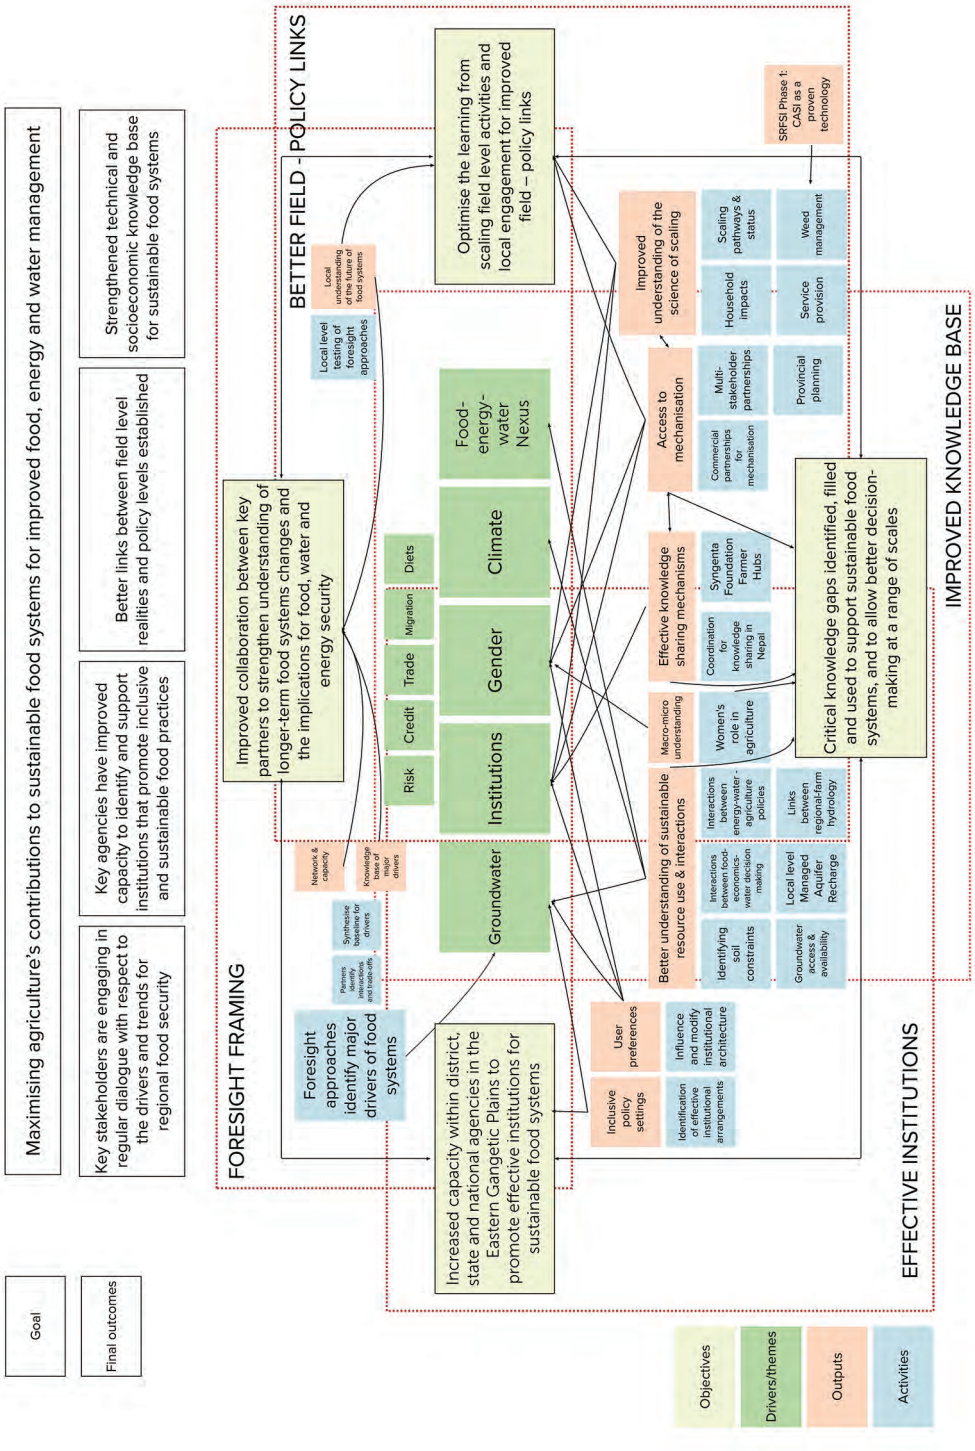 Goal
Maximising agriculture's contributions to sustainable food systems for improved food, energy and water management
Final outcomes
Key stakeholders are engaging in
regular dialogue with respect to
the drivers and trends for
regional food security
Key agencies have improved
capacity to identify and support
institutions that promote inclusive
and sustainable food practices
Better links between field level
realities and policy levels established
Strengthened technical and
socioeconomic knowledge base
for sustainable food systems
FORESIGHT FRAMING
BETTER FIELD - POLICY LINKS
Improved collaboration between key
partners to strengthen understanding of
longer-term food systems changes and
the implications for food, water and
energy security
Foresight
approaches
identify major
drivers of food
systems
Partners
identify
interactions
and trade-offs
Synthesise
baseline for
drivers
Network &
capacity
Knowledge
base of
major
drivers
Local level
testing of
foresight
approaches
Local
understanding
of the future of
food systems
Risk
Credit
Trade
Migration
Diets
Increased capacity within district,
state and national agencies in the
Eastern Gangetic Plains to
promote effective institutions for
sustainable food systems
Groundwater
Institutions
Gender
Climate
Food-
energy-
water
Nexus
Optimise the learning from
scaling field level activities and
local engagement for improved
field – policy links
Inclusive
policy
settings
User
preferences
Identification
of effective
institutional
arrangements
Influence
and modify
institutional
architecture
Better understanding of sustainable
resource use & interactions
Macro-micro
understanding
Effective knowledge
sharing mechanisms
Access to
mechanisation
Improved
understanding of the
science of scaling
Identifying
soil
constraints
Interactions
between food-
economics-
water decision
making
Interactions
between
energy-water -
agriculture
policies
Women's
role in
agriculture
Coordination
for
knowledge
sharing in
Nepal
Syngenta
Foundation
Farmer
Hubs
Commercial
partnerships
for
mechanisation
Multi-
stakeholder
partnerships
Household
impacts
Scaling
pathways &
status
Groundwater
access &
availability
Local level
Managed
Aquifer
Recharge
Links
between
regional-farm
hydrology
Provincial
planning
Service
provision
Weed
management
SRFSI Phase 1:
CASI as a
proven
technology
Critical knowledge gaps identified, filled
and used to support sustainable food
systems, and to allow better decision-
making at a range of scales
EFFECTIVE INSTITUTIONS
IMPROVED KNOWLEDGE BASE
Objectives
Drivers/themes
Outputs
Activities